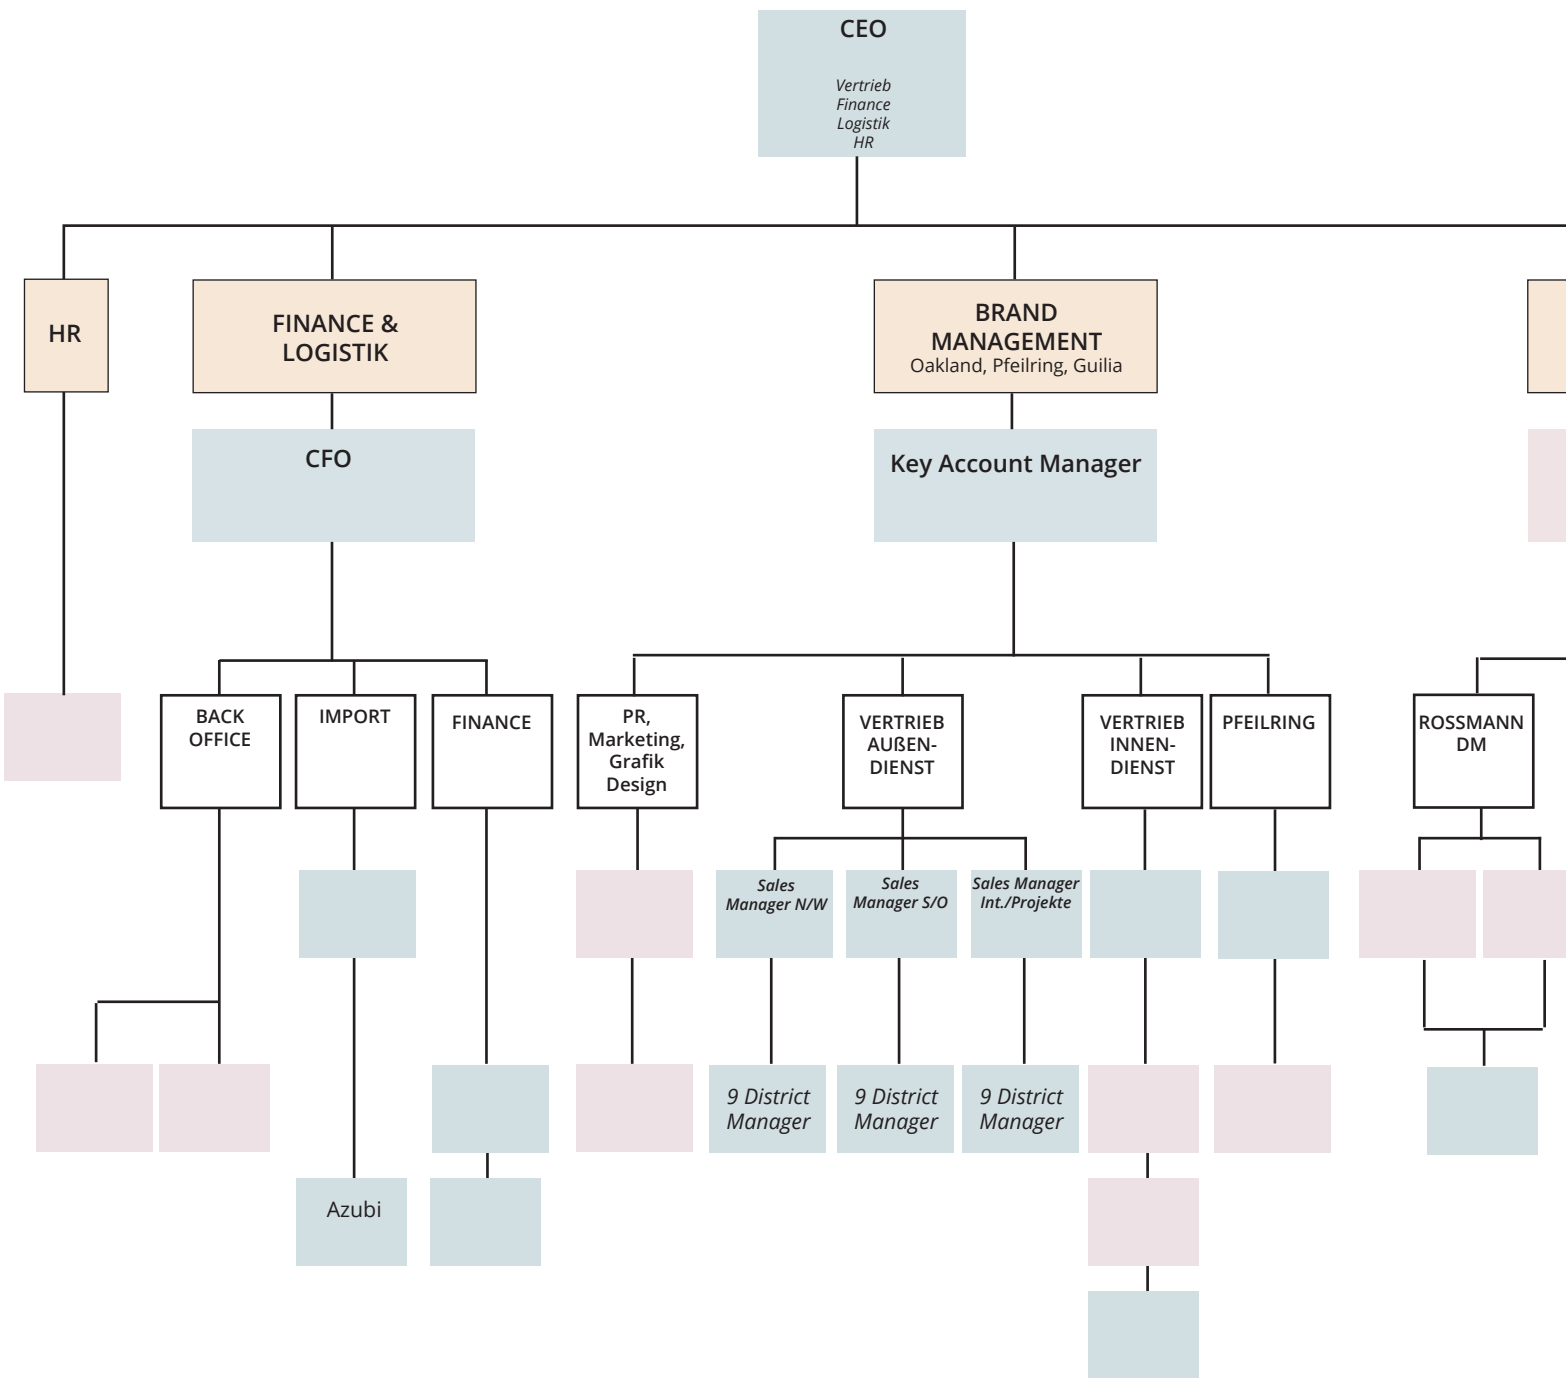 CEO
Vertrieb
Finance
Logistik
HR
HR
FINANCE &
LOGISTIK
BRAND
MANAGEMENT
Oakland, Pfeilring, Guilia
CFO
Key Account Manager
BACK
OFFICE
IMPORT
FINANCE
PR,
Marketing,
Grafik
Design
VERTRIEB
AUßEN-
DIENST
VERTRIEB
INNEN-
DIENST
PFEILRING
ROSSMANN
DM
Sales
Manager N/W
Sales
Manager S/O
Sales Manager
Int./Projekte
9 District
Manager
9 District
Manager
9 District
Manager
Azubi